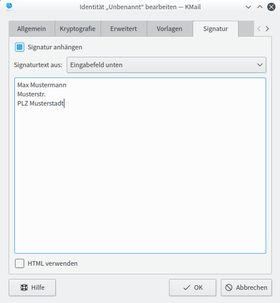 Identität „Unbenannt" bearbeiten — KMail
Allgemein Kryptografie Erweitert Vorlagen Signatur
Signatur anhängen
Signaturtext aus: Eingabefeld unten
Max Mustermann
Musterstr.
PLZ Musterstadt
HTML verwenden
Hilfe OK Abbrechen